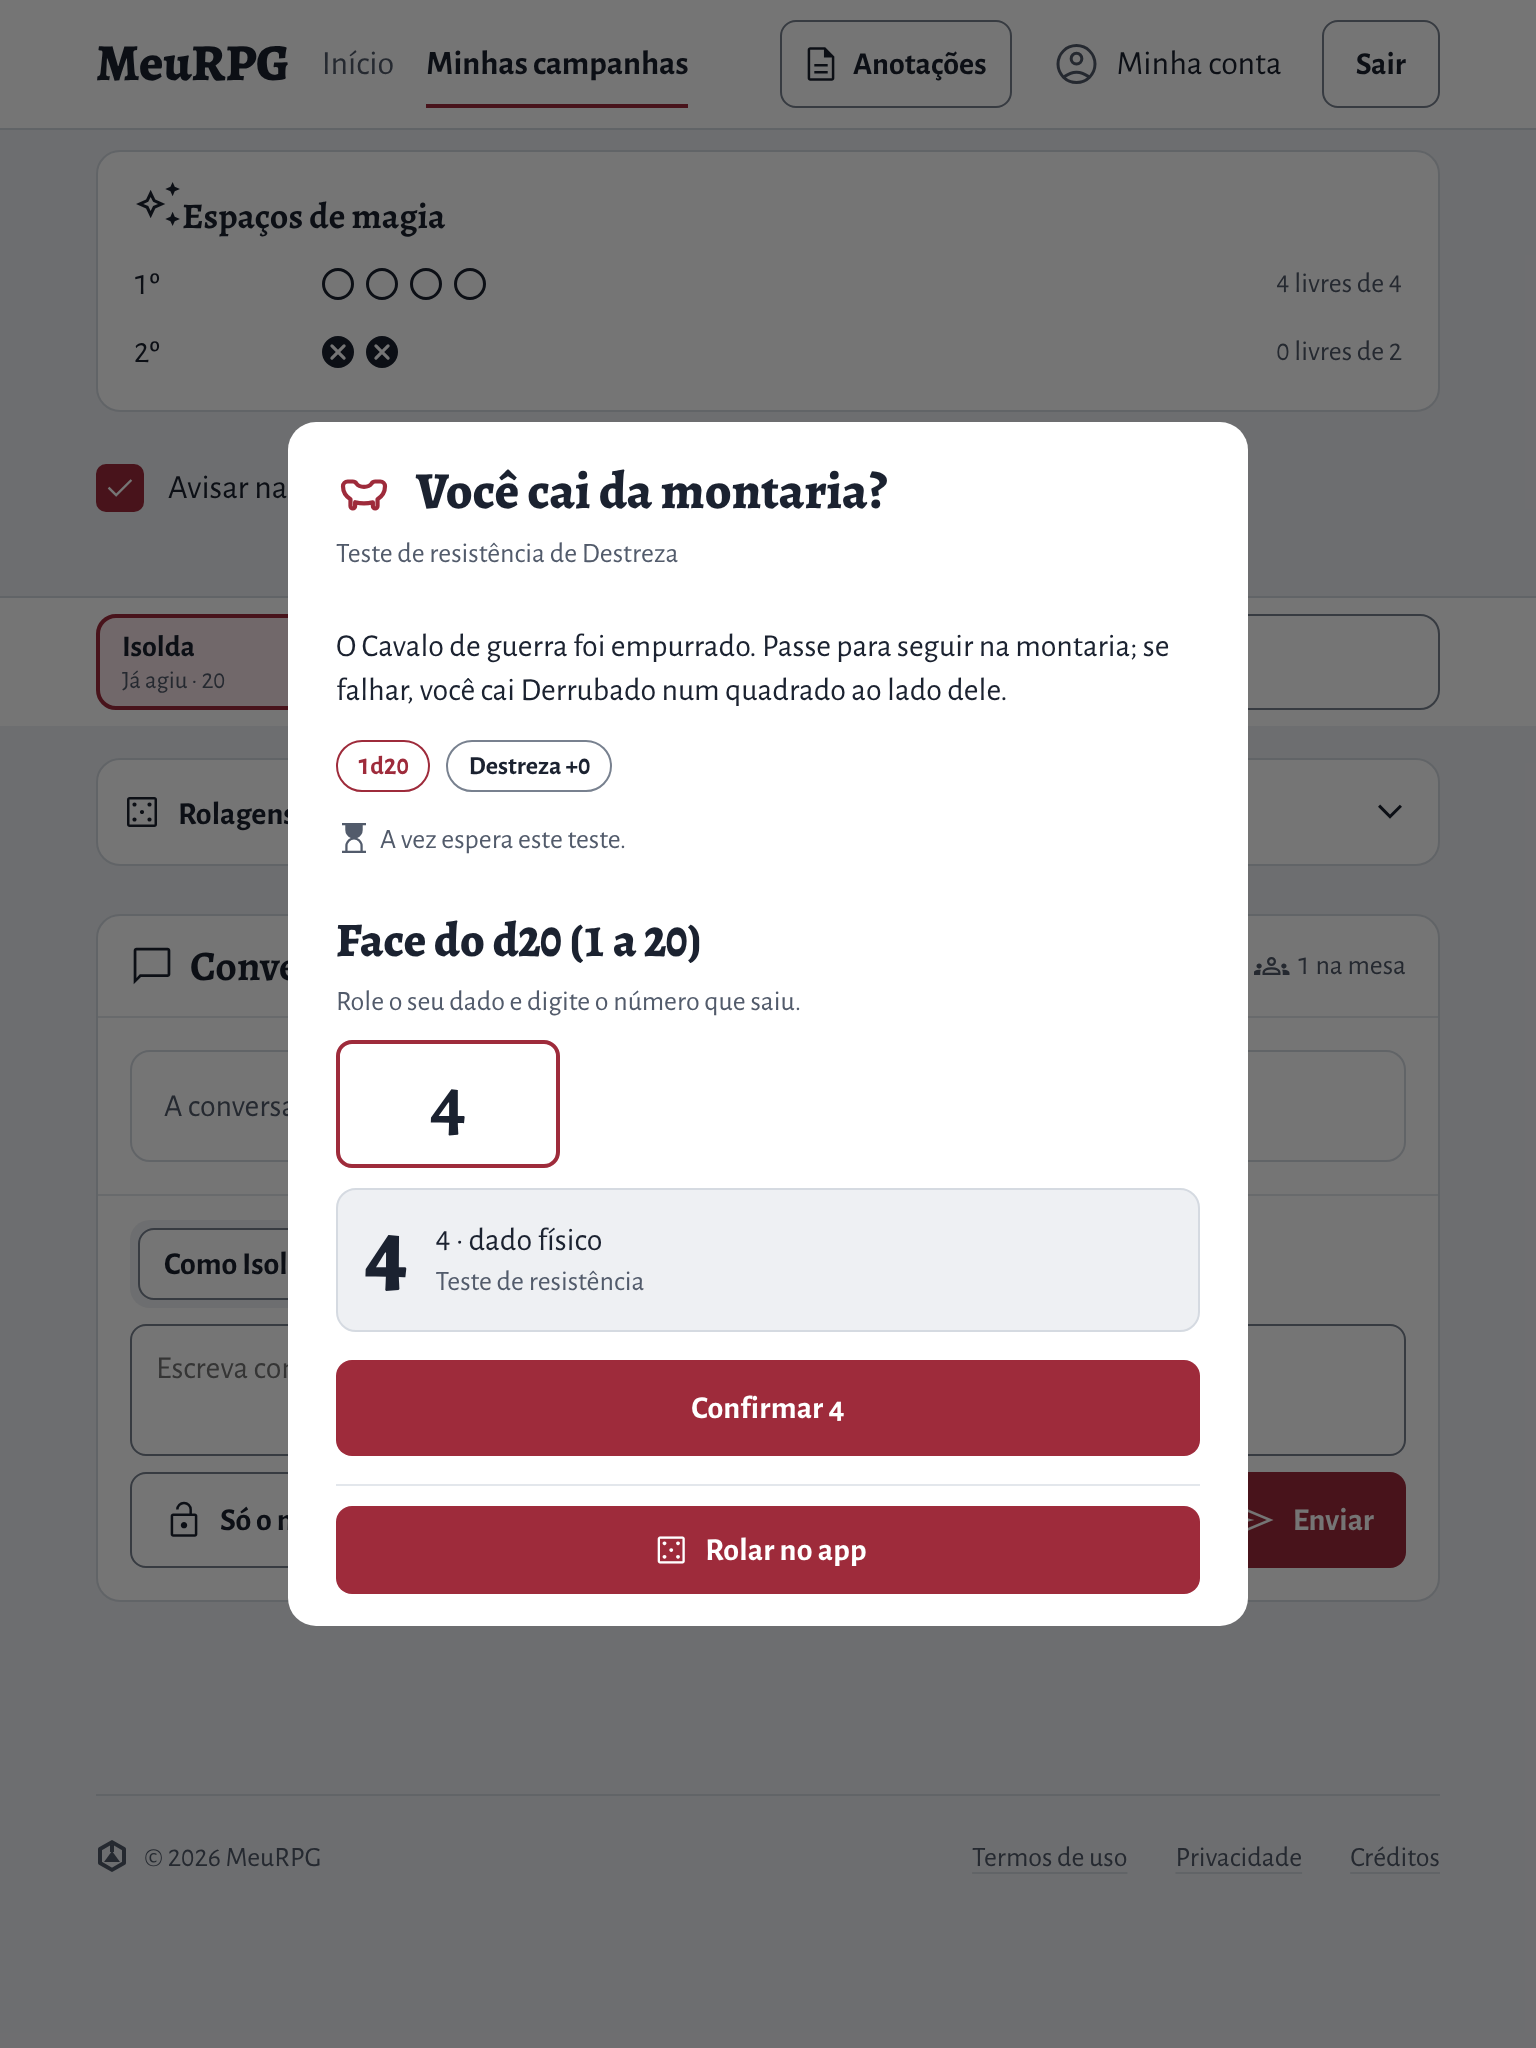 MeuRPG
Início
Minhas campanhas
Anotações
Minha conta
Sair
Espaços de magia
1º
4 livres de 4
2º
0 livres de 2
Avisar na
Você cai da montaria?
Teste de resistência de Destreza
Isolda
Já agiu · 20
O Cavalo de guerra foi empurrado. Passe para seguir na montaria; se
falhar, você cai Derrubado num quadrado ao lado dele.
1d20
Destreza +0
Rolagens
A vez espera este teste.
Face do d20 (1 a 20)
Conve
1 na mesa
Role o seu dado e digite o número que saiu.
4
A conversa
4
4 · dado físico
Teste de resistência
Como Isol
Escreva con
Confirmar 4
Só o m
Enviar
Rolar no app
© 2026 MeuRPG
Termos de uso
Privacidade
Créditos